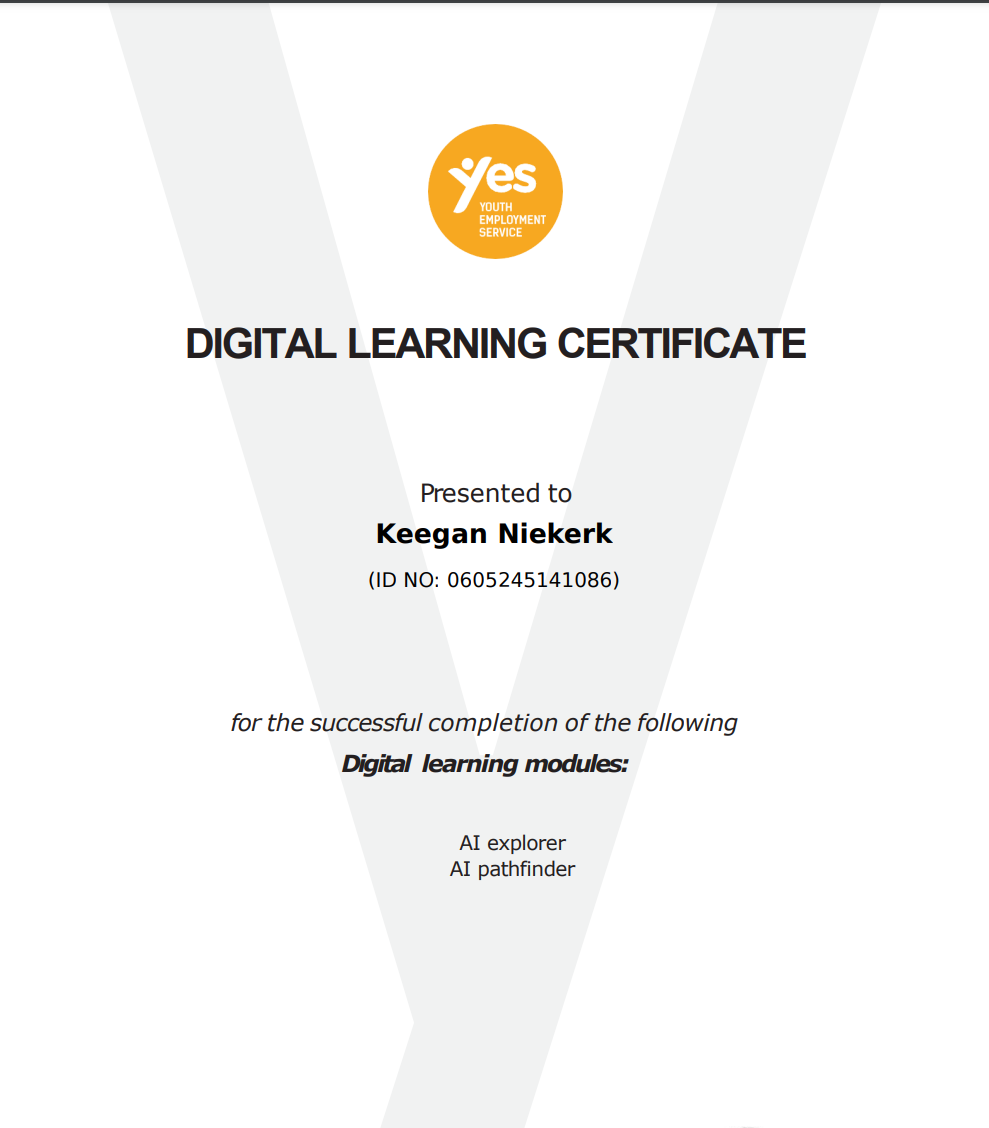 yes
YOUTH
EMPLOYMENT
SERVICE
DIGITAL LEARNING CERTIFICATE
Presented to
Keegan Niekerk
(ID NO: 0605245141086)
for the successful completion of the following
Digital learning modules:
AI explorer
AI pathfinder